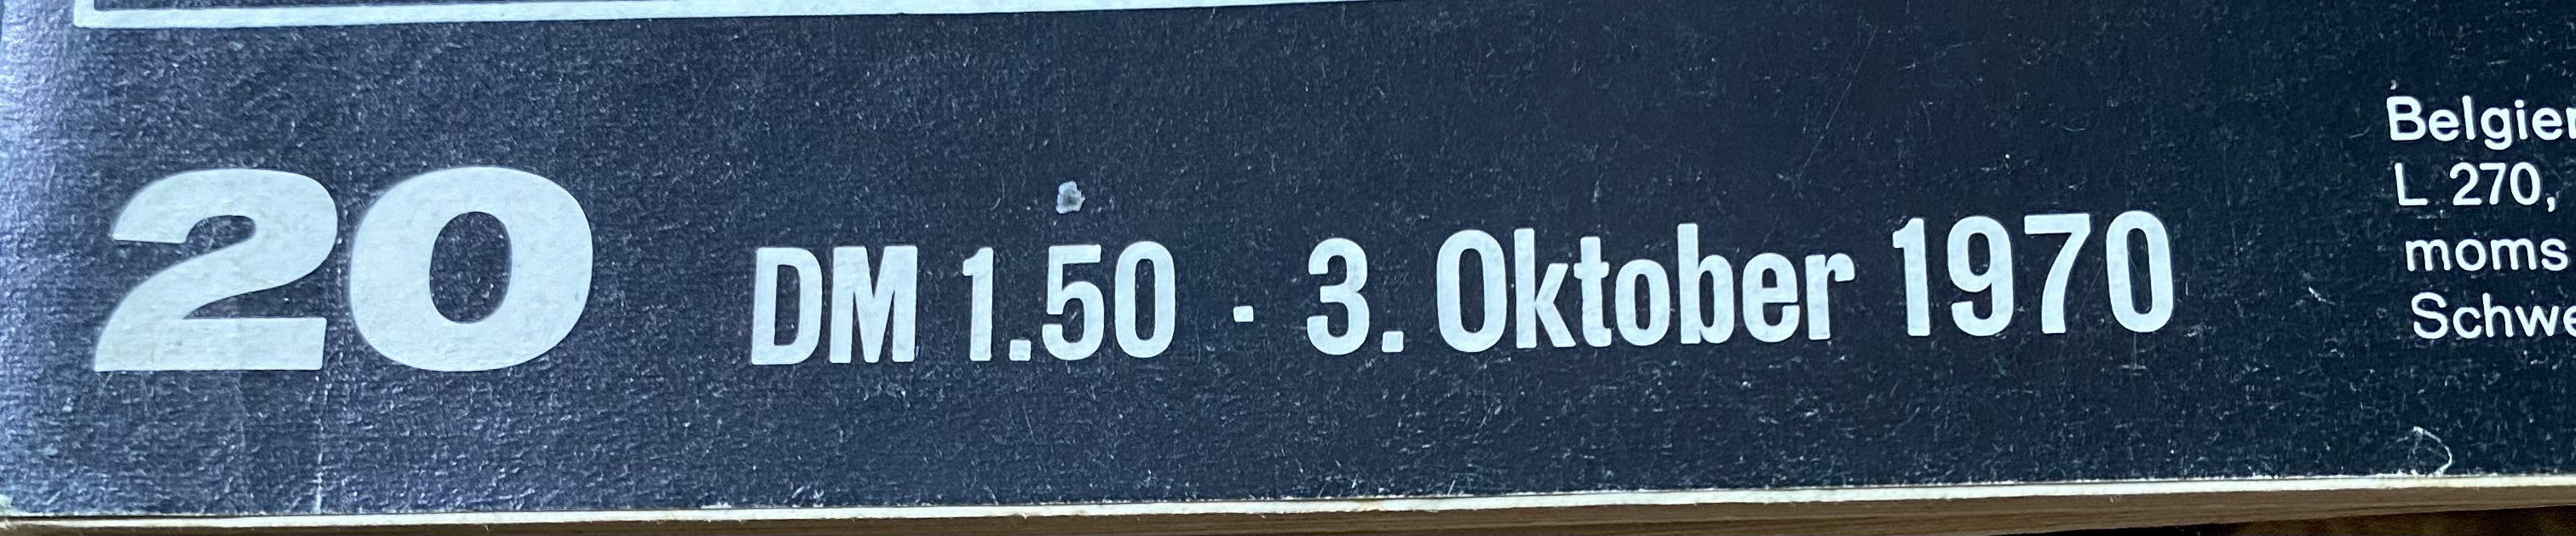 20
DM 1.50 · 3. Oktober 1970
Belgien
L 270,
moms
Schwe